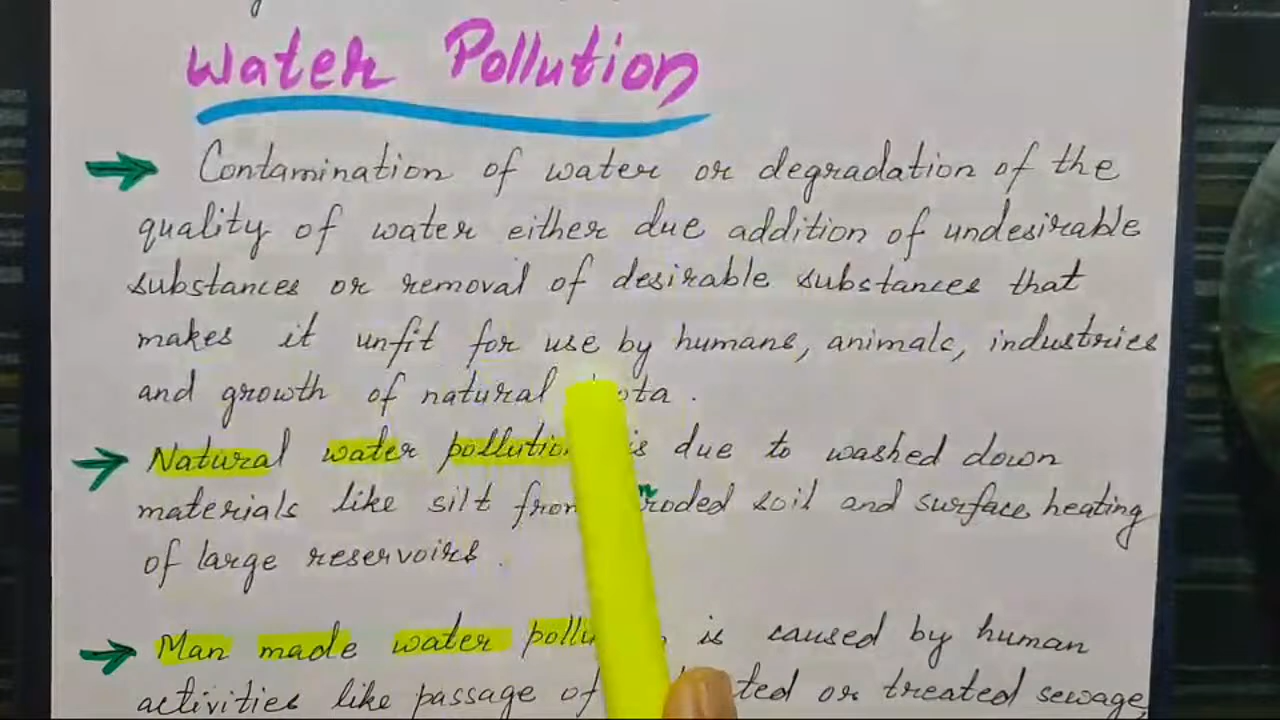 Water Pollution
Contamination of water or degradation of the
quality of water either due addition of undesirable
substances or removal of desirable substances that
makes it unfit for use by humans, animals, industries
and growth of natural
Natural water pollution is due to washed down
materials like silt from eroded soil and surface heating
of large reservoirs.
Man made water is caused by human
activities like passage of or treated sewage,